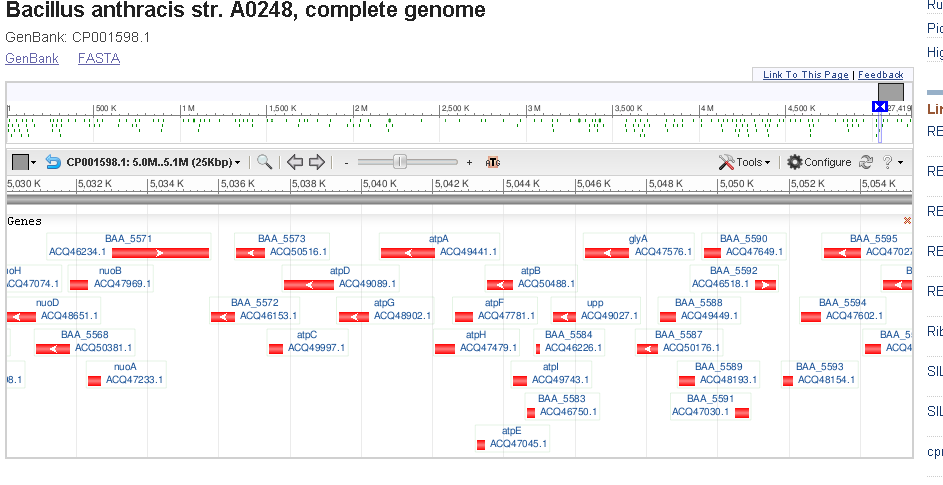 Bacillus anthracis str. A0248, complete genome
GenBank: CP001598.1
GenBank FASTA
Link To This Page | Feedback
1 500 K 1 M 1,500 K 2 M 2,500 K 3 M 3,500 K 4 M 4,500 K 27,419
CP001598.1: 5.0M..5.1M (25Kbp) - + Tools Configure ?
5,030 K 5,032 K 5,034 K 5,036 K 5,038 K 5,040 K 5,042 K 5,044 K 5,046 K 5,048 K 5,050 K 5,052 K 5,054 K
Genes
BAA_5571 BAA_5573 atpA glyA BAA_5590 BAA_5595
ACQ46234.1 ACQ50516.1 ACQ49441.1 ACQ47576.1 ACQ47649.1 ACQ4702
uoH nuoB atpD atpB BAA_5592 B
CQ47074.1 ACQ47969.1 ACQ49089.1 ACQ50488.1 ACQ46518.1
nuoD BAA_5572 atpG atpF upp BAA_5588 BAA_5594
ACQ48651.1 ACQ46153.1 ACQ48902.1 ACQ47781.1 ACQ49027.1 ACQ49449.1 ACQ47602.1
BAA_5568 atpC atpH BAA_5584 BAA_5587 BAA_5
ACQ50381.1 ACQ49997.1 ACQ47479.1 ACQ46226.1 ACQ50176.1 ACQ4
nuoA atpI BAA_5589 BAA_5593
8.1 ACQ47233.1 ACQ49743.1 ACQ48193.1 ACQ48154.1
BAA_5583 BAA_5591
ACQ46750.1 ACQ47030.1
atpE
ACQ47045.1
Ru
Pic
Hig
Lin
RE
RE
RE
RE
RE
Rib
SIL
SIL
cpn